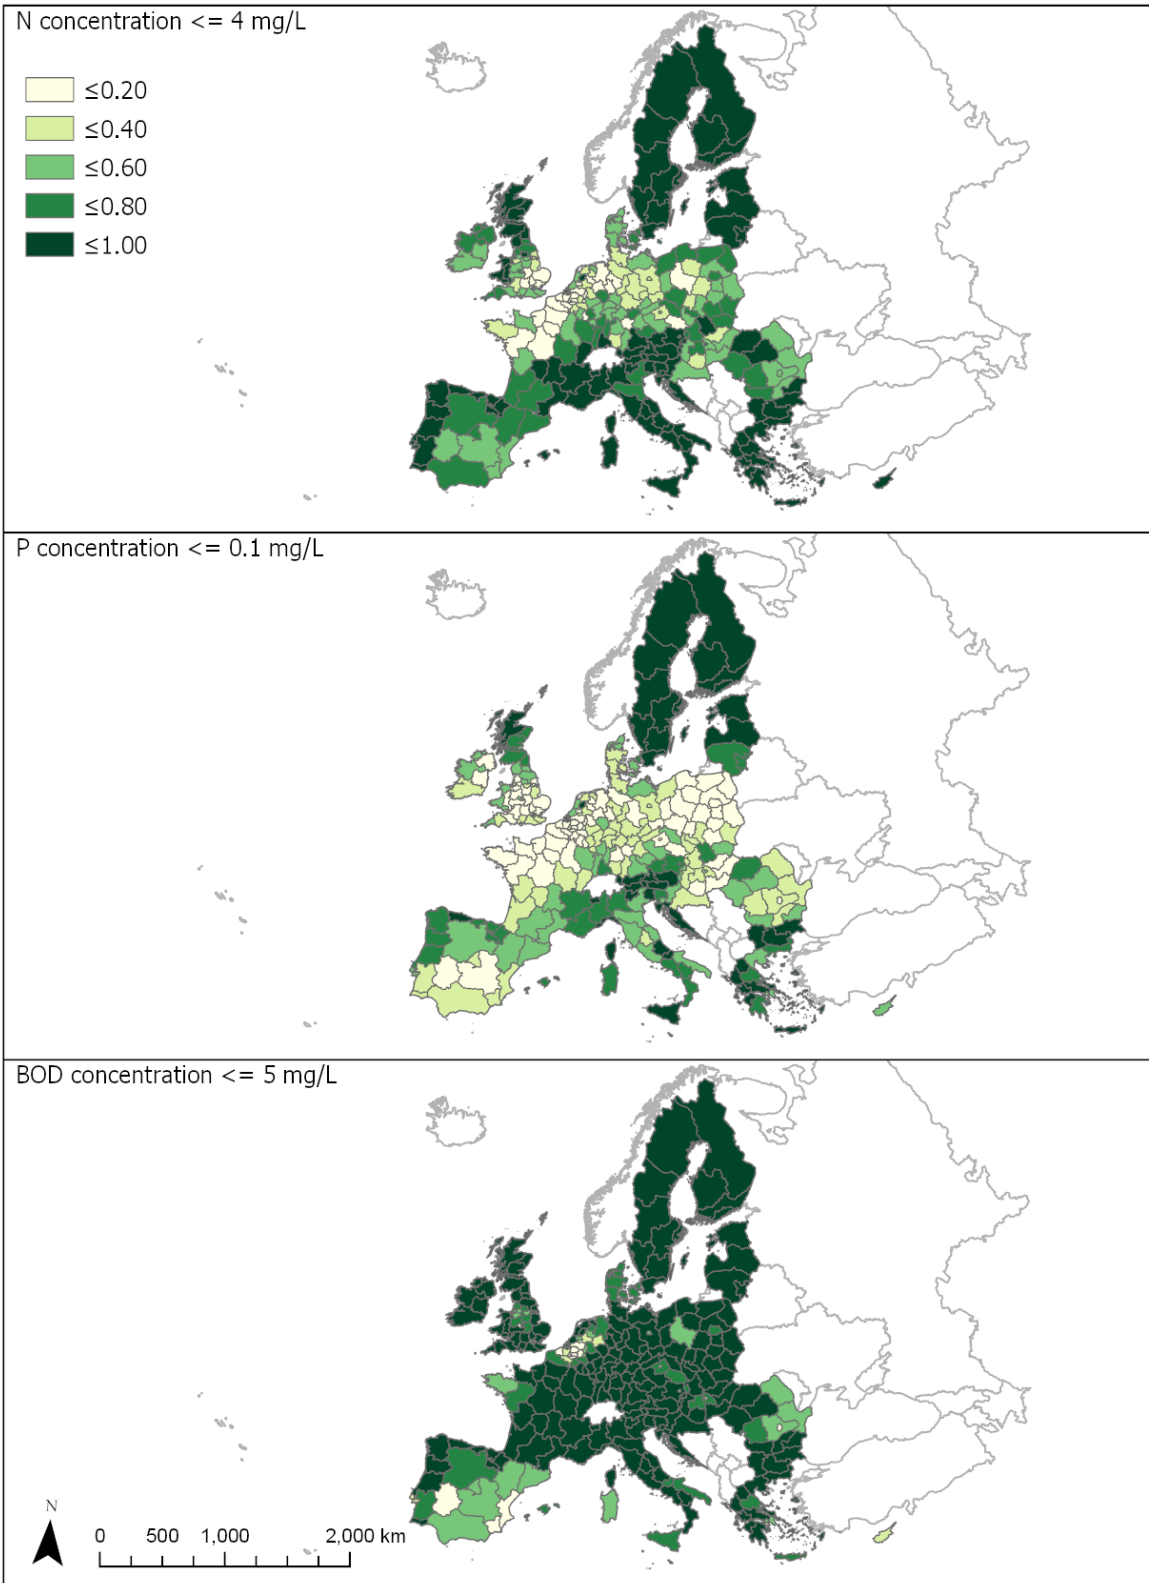 N concentration <= 4 mg/L
≤0.20
≤0.40
≤0.60
≤0.80
≤1.00
P concentration <= 0.1 mg/L
BOD concentration <= 5 mg/L
N
0 500 1,000 2,000 km